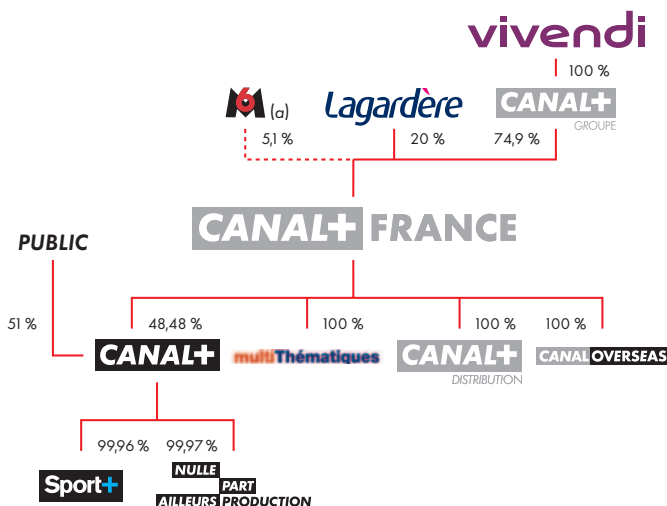 vivendi
100 %
M6 (a)
Lagardère
CANAL+
GROUPE
5,1 %
20 %
74,9 %
CANAL+ FRANCE
PUBLIC
51 %
48,48 %
100 %
100 %
100 %
CANAL+
multiThématiques
CANAL+
DISTRIBUTION
CANAL OVERSEAS
99,96 %
99,97 %
Sport+
NULLE
PART
AILLEURS PRODUCTION